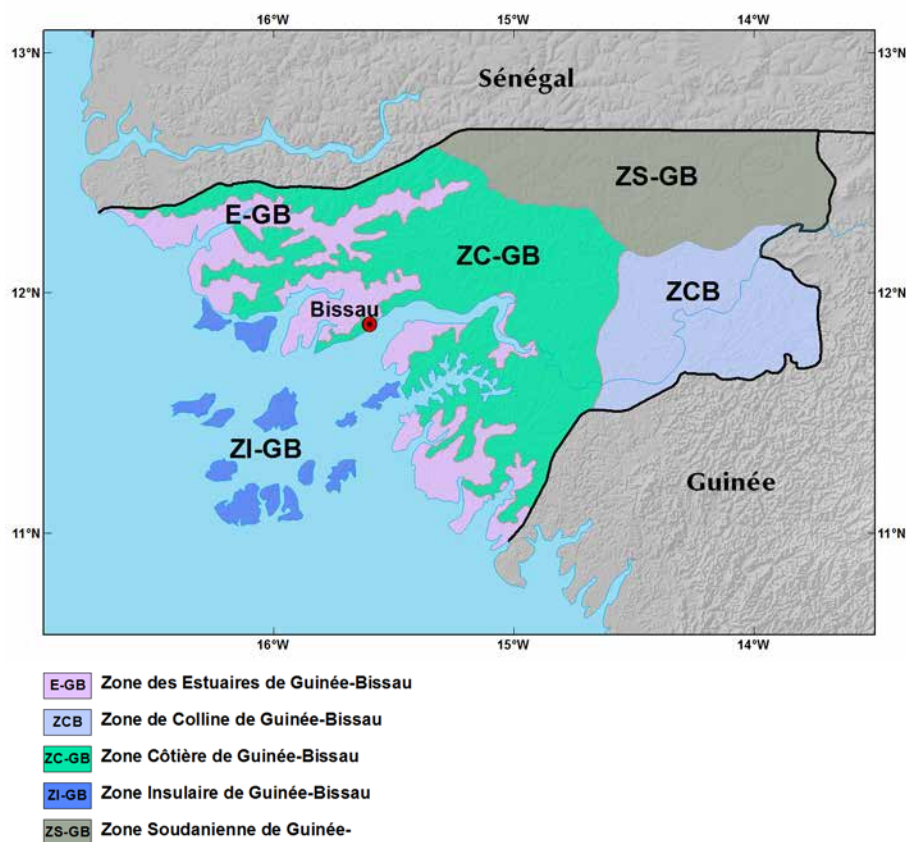 16°W 15°W 14°W
13°N 13°N
Sénégal
ZS-GB
E-GB
ZC-GB
ZCB
12°N 12°N
Bissau
ZI-GB
Guinée
11°N 11°N
16°W 15°W 14°W
E-GB Zone des Estuaires de Guinée-Bissau
ZCB Zone de Colline de Guinée-Bissau
ZC-GB Zone Côtière de Guinée-Bissau
ZI-GB Zone Insulaire de Guinée-Bissau
ZS-GB Zone Soudanienne de Guinée-